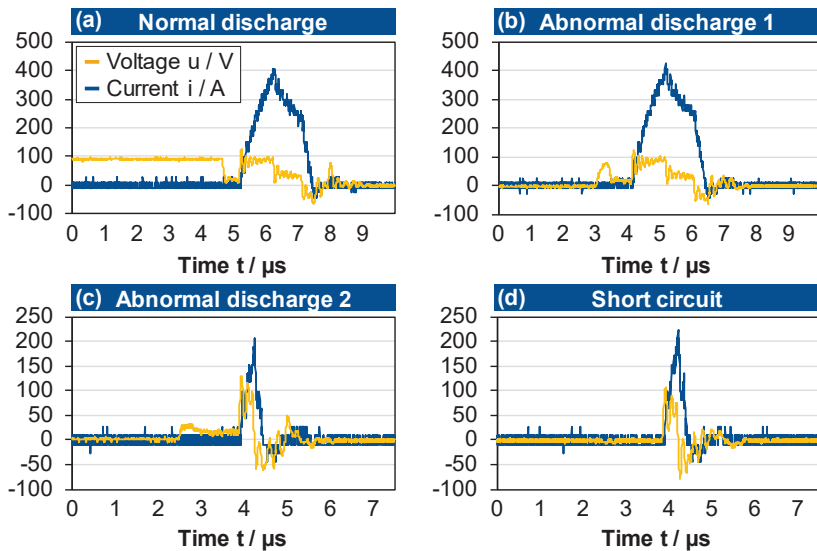 (a) Normal discharge
500
400
300
200
100
0
-100
Voltage u / V
Current i / A
0 1 2 3 4 5 6 7 8 9
Time t / µs
(b) Abnormal discharge 1
500
400
300
200
100
0
-100
0 1 2 3 4 5 6 7 8 9
Time t / µs
(c) Abnormal discharge 2
250
200
150
100
50
0
-50
-100
0 1 2 3 4 5 6 7
Time t / µs
(d) Short circuit
250
200
150
100
50
0
-50
-100
0 1 2 3 4 5 6 7
Time t / µs